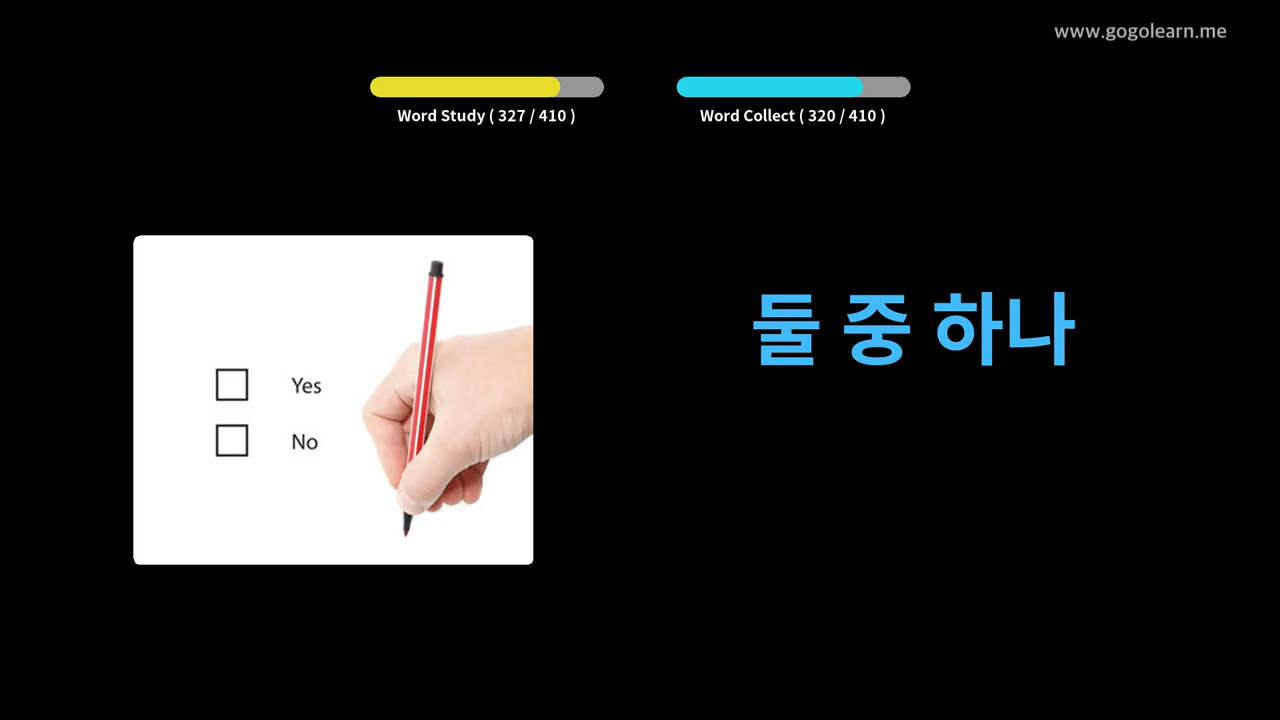 www.gogolearn.me
Word Study ( 327 / 410 )
Word Collect ( 320 / 410 )
둘 중 하나
Yes
No